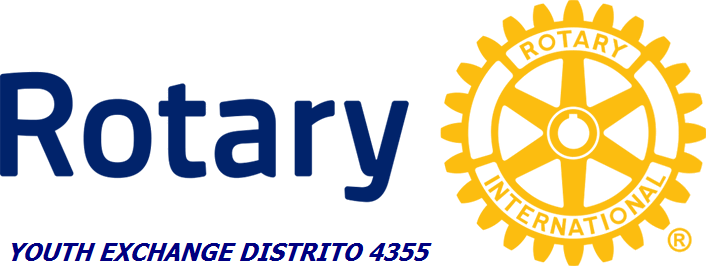 Rotary
ROTARY
INTERNATIONAL
®
YOUTH EXCHANGE DISTRITO 4355